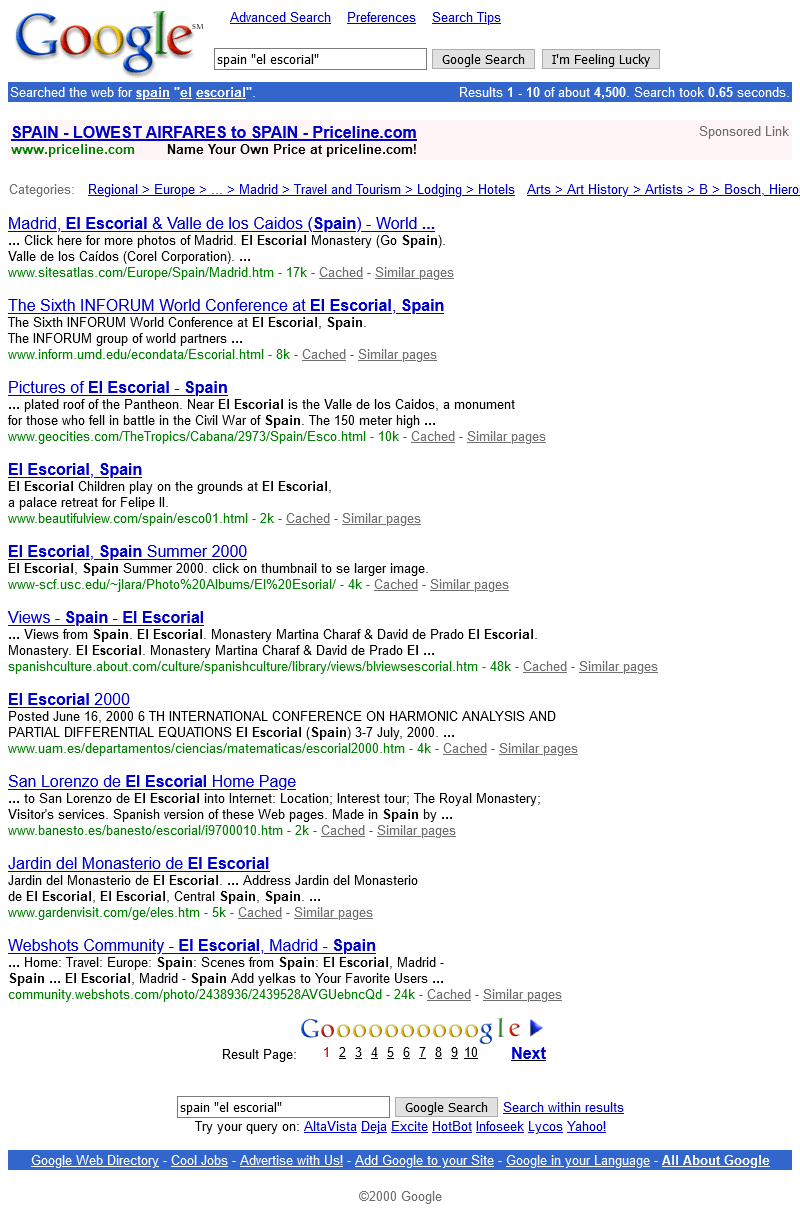 Google SM
Advanced Search Preferences Search Tips
spain "el escorial" Google Search I'm Feeling Lucky
Searched the web for spain "el escorial". Results 1 - 10 of about 4,500. Search took 0.65 seconds.
SPAIN - LOWEST AIRFARES to SPAIN - Priceline.com Sponsored Link
www.priceline.com Name Your Own Price at priceline.com!
Categories: Regional > Europe > ... > Madrid > Travel and Tourism > Lodging > Hotels Arts > Art History > Artists > B > Bosch, Hiero
Madrid, El Escorial & Valle de los Caidos (Spain) - World ...
... Click here for more photos of Madrid. El Escorial Monastery (Go Spain).
Valle de los Caídos (Corel Corporation). ...
www.sitesatlas.com/Europe/Spain/Madrid.htm - 17k - Cached - Similar pages
The Sixth INFORUM World Conference at El Escorial, Spain
The Sixth INFORUM World Conference at El Escorial, Spain.
The INFORUM group of world partners ...
www.inform.umd.edu/econdata/Escorial.html - 8k - Cached - Similar pages
Pictures of El Escorial - Spain
... plated roof of the Pantheon. Near El Escorial is the Valle de los Caidos, a monument
for those who fell in battle in the Civil War of Spain. The 150 meter high ...
www.geocities.com/TheTropics/Cabana/2973/Spain/Esco.html - 10k - Cached - Similar pages
El Escorial, Spain
El Escorial Children play on the grounds at El Escorial,
a palace retreat for Felipe II.
www.beautifulview.com/spain/esco01.html - 2k - Cached - Similar pages
El Escorial, Spain Summer 2000
El Escorial, Spain Summer 2000. click on thumbnail to se larger image.
www-scf.usc.edu/~jlara/Photo%20Albums/El%20Esorial/ - 4k - Cached - Similar pages
Views - Spain - El Escorial
... Views from Spain. El Escorial. Monastery Martina Charaf & David de Prado El Escorial.
Monastery. El Escorial. Monastery Martina Charaf & David de Prado El ...
spanishculture.about.com/culture/spanishculture/library/views/blviewsescorial.htm - 48k - Cached - Similar pages
El Escorial 2000
Posted June 16, 2000 6 TH INTERNATIONAL CONFERENCE ON HARMONIC ANALYSIS AND
PARTIAL DIFFERENTIAL EQUATIONS El Escorial (Spain) 3-7 July, 2000. ...
www.uam.es/departamentos/ciencias/matematicas/escorial2000.htm - 4k - Cached - Similar pages
San Lorenzo de El Escorial Home Page
... to San Lorenzo de El Escorial into Internet: Location; Interest tour; The Royal Monastery;
Visitor's services. Spanish version of these Web pages. Made in Spain by ...
www.banesto.es/banesto/escorial/i9700010.htm - 2k - Cached - Similar pages
Jardin del Monasterio de El Escorial
Jardin del Monasterio de El Escorial. ... Address Jardin del Monasterio
de El Escorial, El Escorial, Central Spain, Spain. ...
www.gardenvisit.com/ge/eles.htm - 5k - Cached - Similar pages
Webshots Community - El Escorial, Madrid - Spain
... Home: Travel: Europe: Spain: Scenes from Spain: El Escorial, Madrid -
Spain ... El Escorial, Madrid - Spain Add yelkas to Your Favorite Users ...
community.webshots.com/photo/2438936/2439528AVGUebncQd - 24k - Cached - Similar pages
Goooooooooogle
Result Page: 1 2 3 4 5 6 7 8 9 10 Next
spain "el escorial" Google Search Search within results
Try your query on: AltaVista Deja Excite HotBot Infoseek Lycos Yahoo!
Google Web Directory - Cool Jobs - Advertise with Us! - Add Google to your Site - Google in your Language - All About Google
©2000 Google